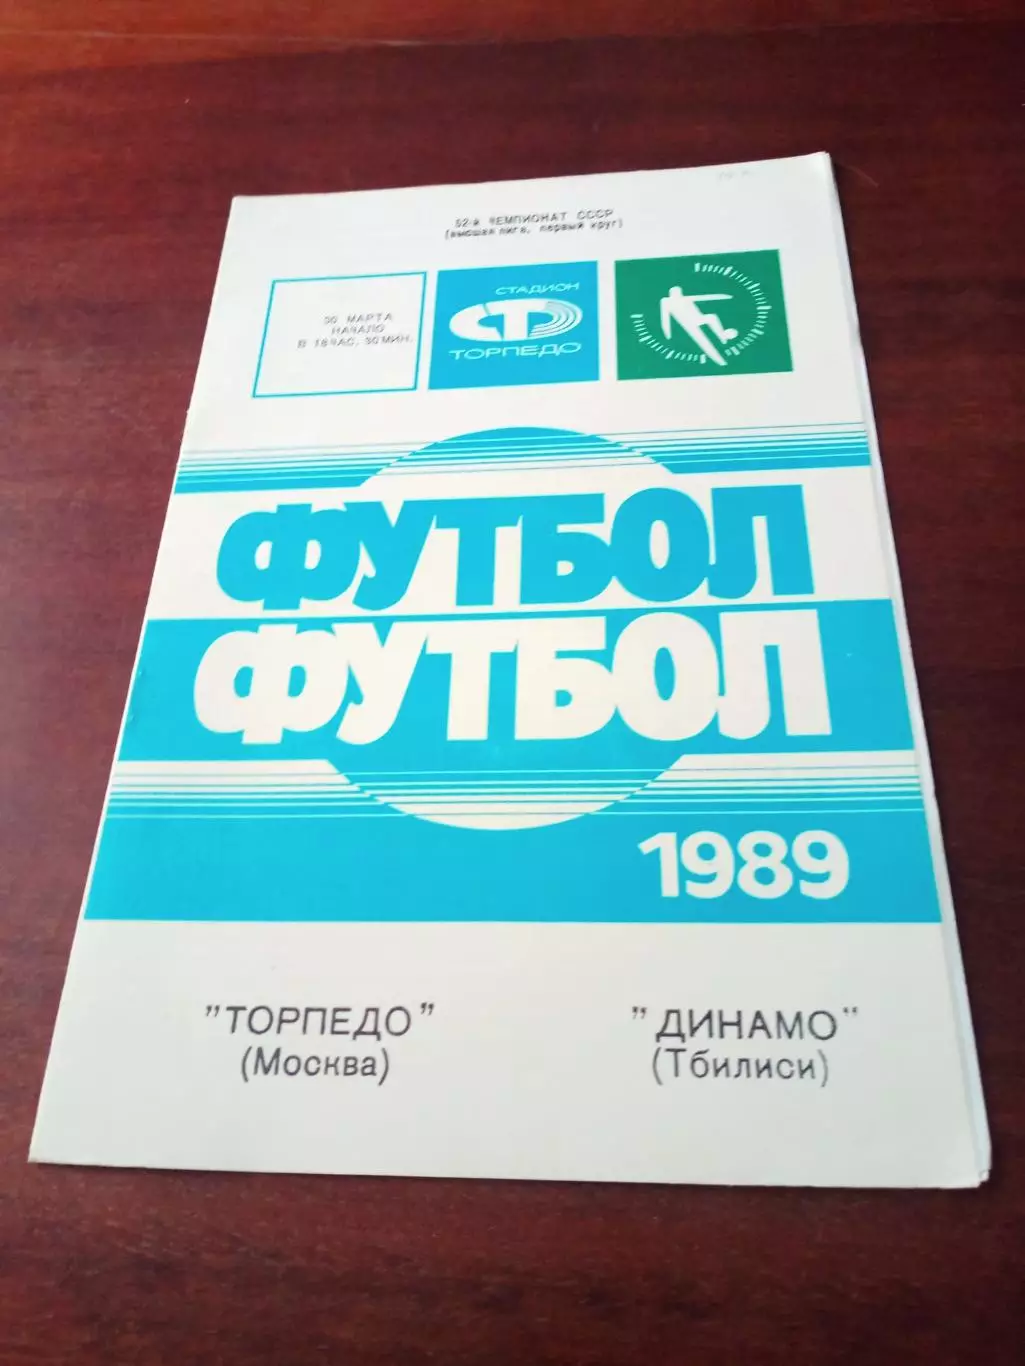 52-й ЧЕМПИОНАТ СССР
(высшая лига, первый круг)
30 МАРТА
НАЧАЛО
В 18 ЧАС. 30 МИН.
СТАДИОН
ТОРПЕДО
ФУТБОЛ
ФУТБОЛ
1989
"ТОРПЕДО" "ДИНАМО"
(Москва) (Тбилиси)